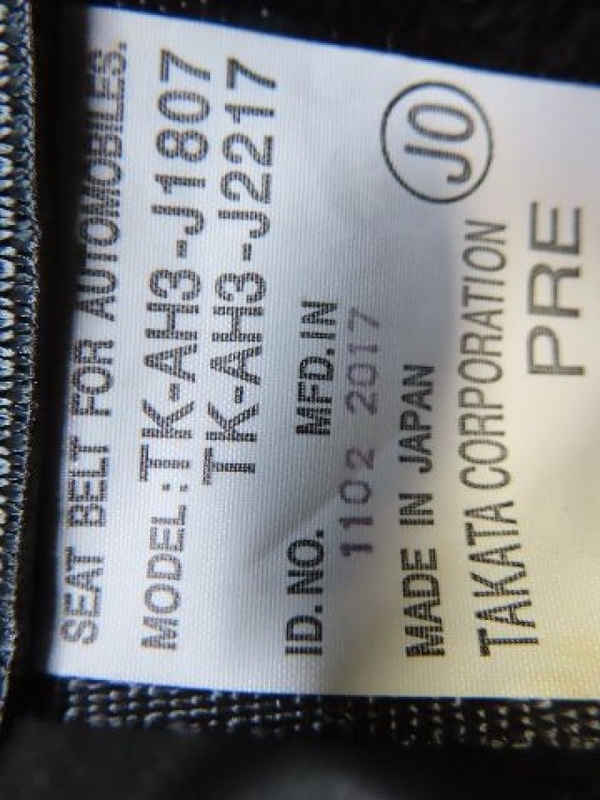 SEAT BELT FOR AUTOMOBILES.
MODEL : TK-AH3-J1807
TK-AH3-J2217
ID. NO. MFD. IN
1102 2017
MADE IN JAPAN
TAKATA CORPORATION
JO
PRE